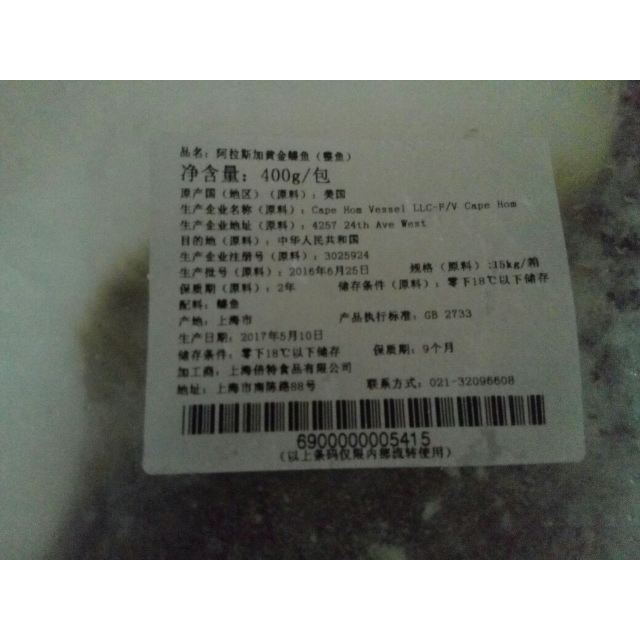 品名：阿拉斯加黄金鲽鱼（整鱼）
净含量：400g/包
原产国（地区）（原料）：美国
生产企业名称（原料）：Cape Hom Vessel LLC-F/V Cape Hom
生产企业地址（原料）：4257 24th Ave West
目的地（原料）：中华人民共和国
生产企业注册号（原料）：3025924
生产批号（原料）：2016年6月25日 规格（原料）:15kg/箱
保质期（原料）：2年 储存条件（原料）：零下18℃以下储存
配料：鲽鱼
产地：上海市 产品执行标准：GB 2733
生产日期：2017年5月10日
储存条件：零下18℃以下储存 保质期：9个月
加工商：上海倍特食品有限公司
地址：上海市南陈路88号 联系方式：021-32096608
6900000005415
（以上条码仅限内部流转使用）